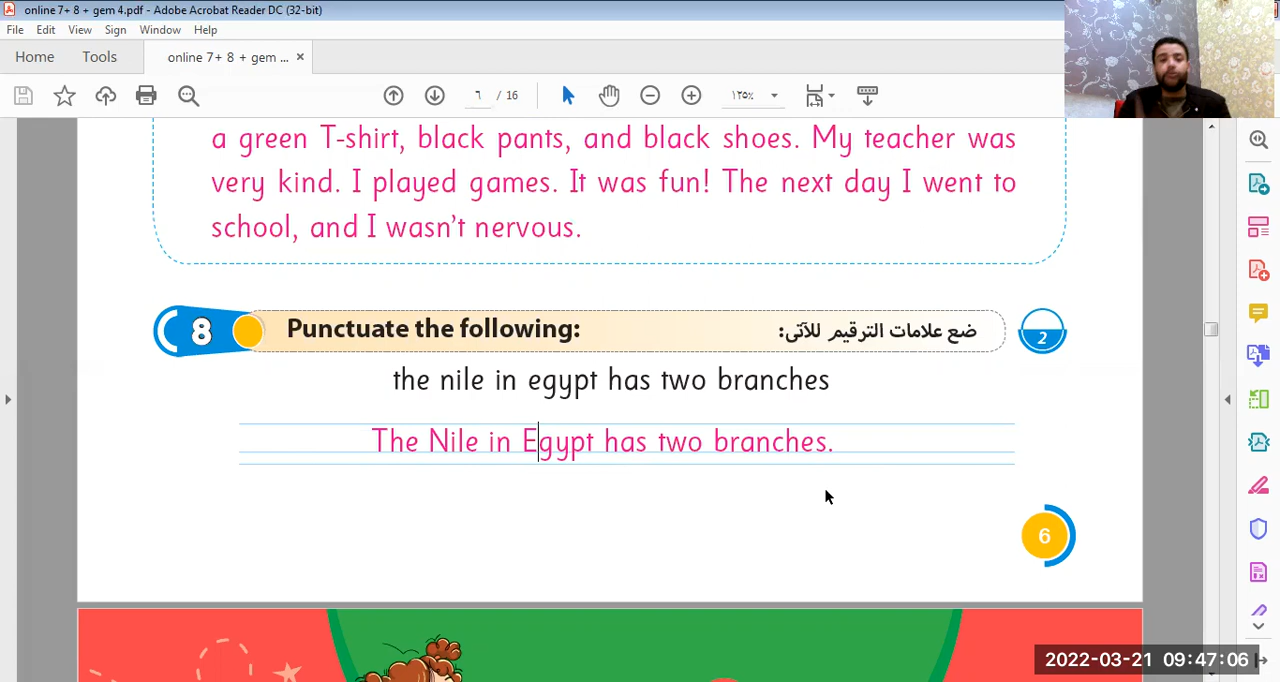 online 7+ 8 + gem 4.pdf - Adobe Acrobat Reader DC (32-bit)
File Edit View Sign Window Help
Home Tools online 7+ 8 + gem ... ×
٦ / 16 ١٢٥%
a green T-shirt, black pants, and black shoes. My teacher was
very kind. I played games. It was fun! The next day I went to
school, and I wasn't nervous.
8 Punctuate the following: ضع علامات الترقيم للآتى: 2
the nile in egypt has two branches
The Nile in Egypt has two branches.
6
2022-03-21 09:47:06